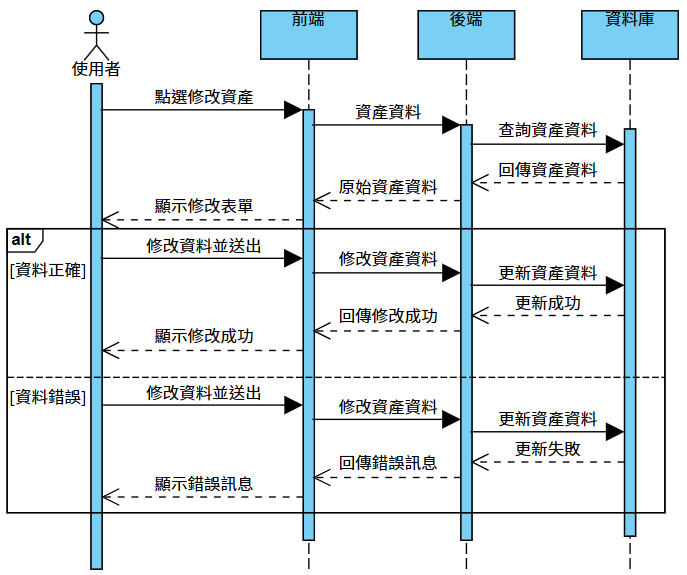 前端
後端
資料庫
使用者
點選修改資產
資產資料
查詢資產資料
回傳資產資料
原始資產資料
顯示修改表單
alt
[資料正確]
修改資料並送出
修改資產資料
更新資產資料
更新成功
回傳修改成功
顯示修改成功
[資料錯誤]
修改資料並送出
修改資產資料
更新資產資料
更新失敗
回傳錯誤訊息
顯示錯誤訊息